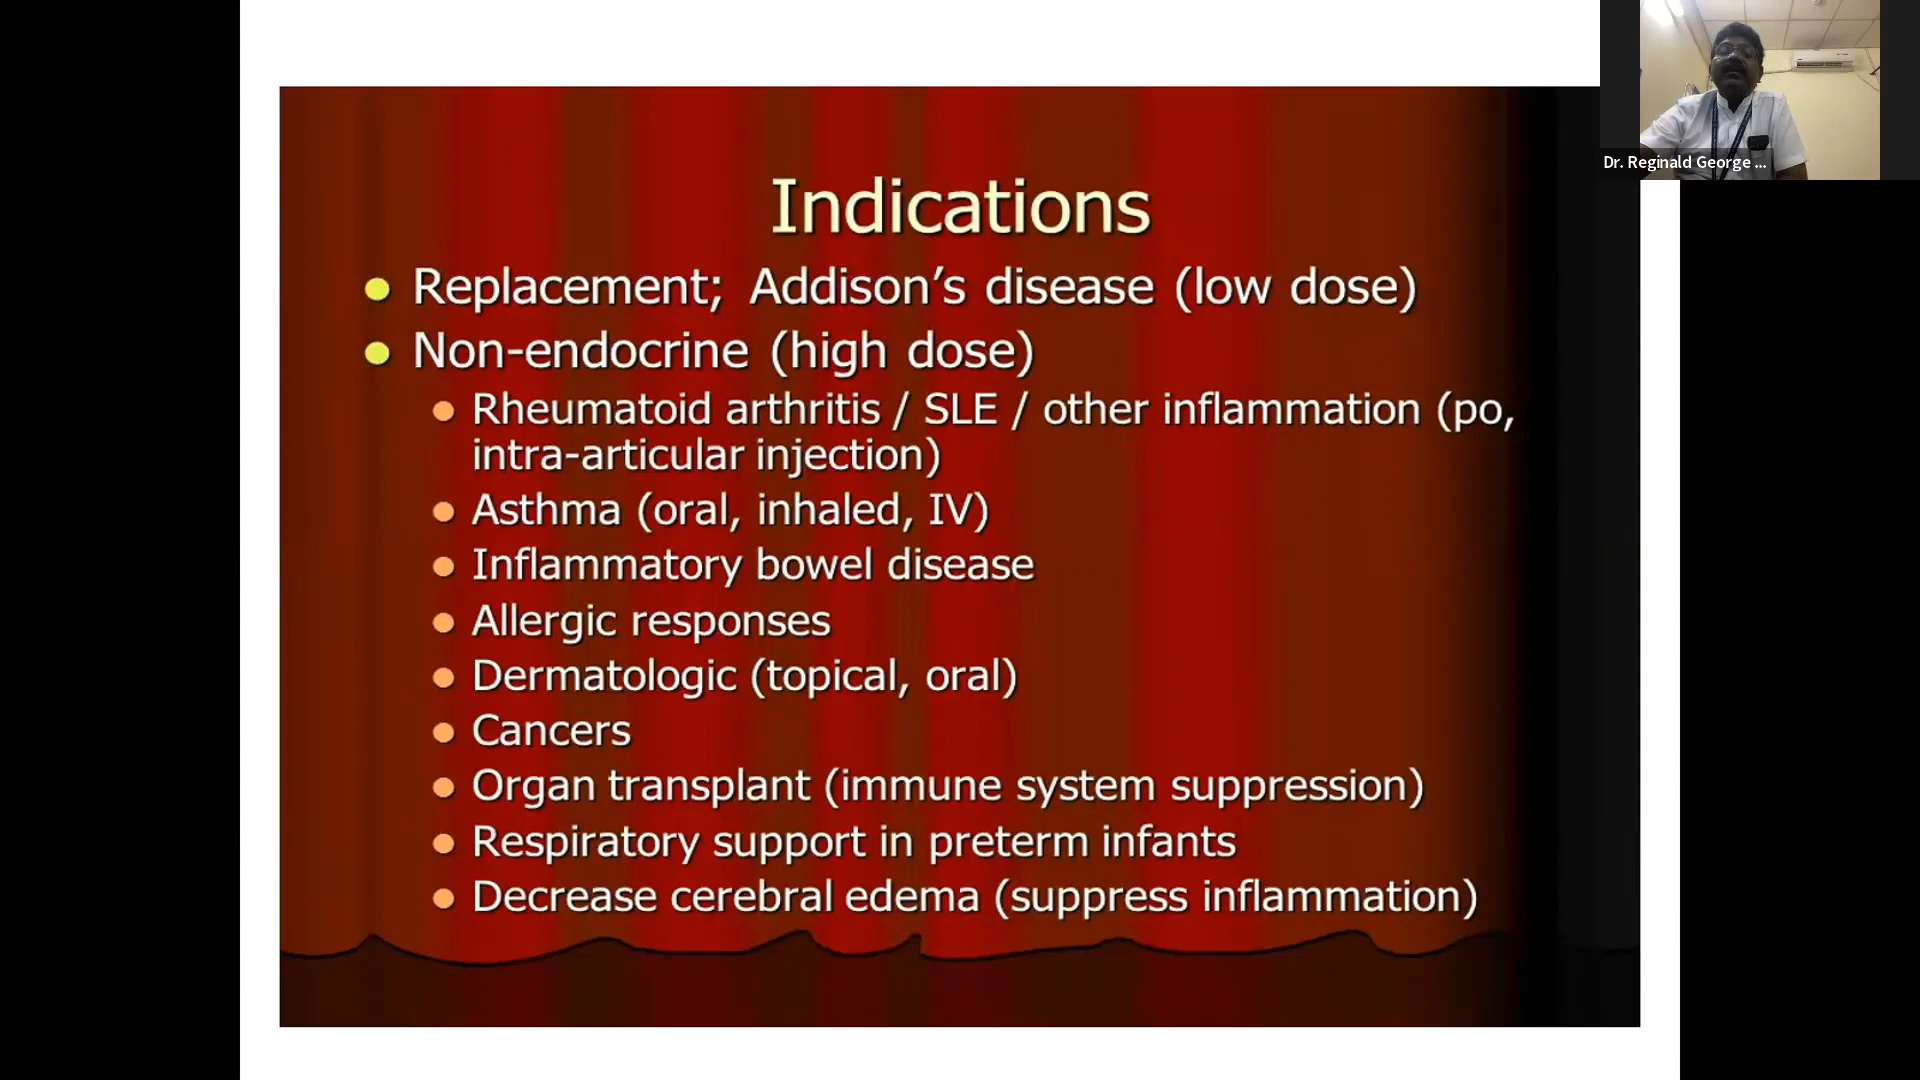 Dr. Reginald George ...
Indications
Replacement; Addison’s disease (low dose)
Non-endocrine (high dose)
Rheumatoid arthritis / SLE / other inflammation (po,
intra-articular injection)
Asthma (oral, inhaled, IV)
Inflammatory bowel disease
Allergic responses
Dermatologic (topical, oral)
Cancers
Organ transplant (immune system suppression)
Respiratory support in preterm infants
Decrease cerebral edema (suppress inflammation)